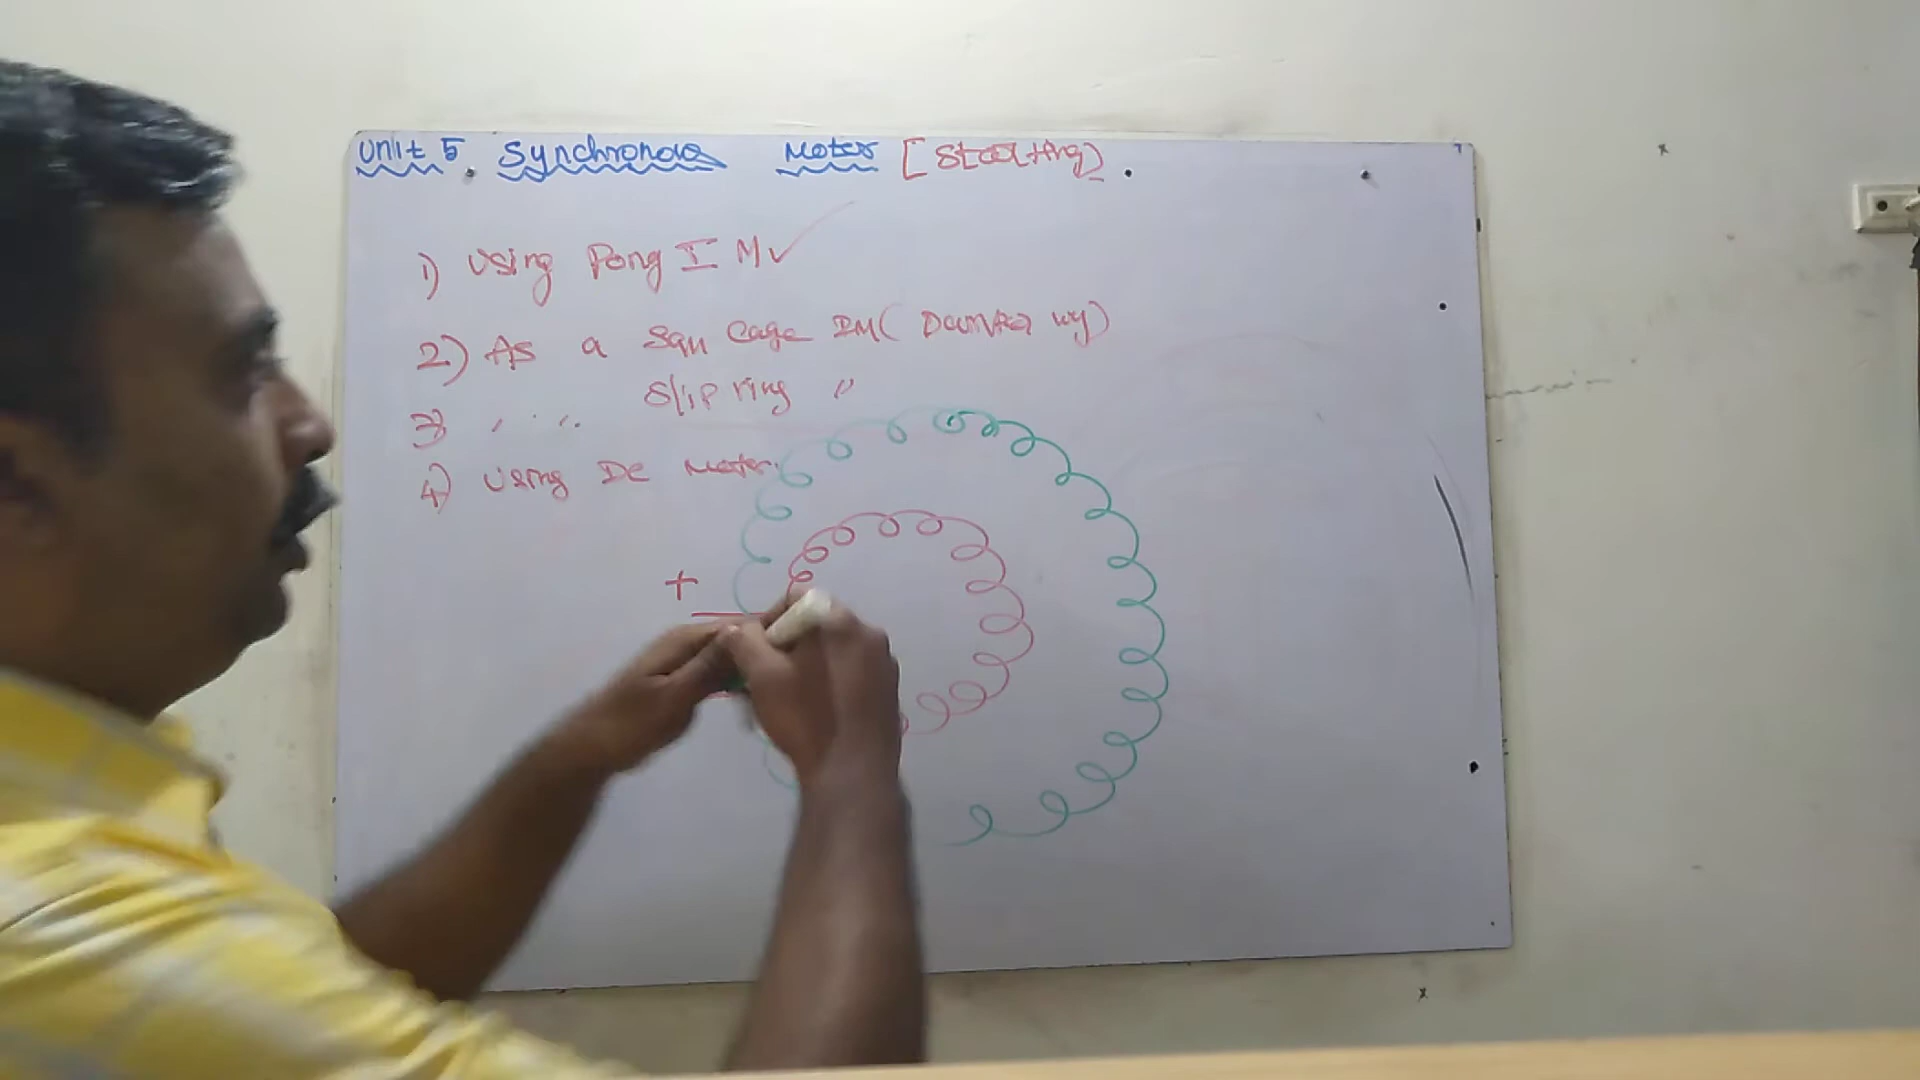 Unit 5. Synchronous Motor [Starting].
1) Using Pony I M ✓
2) As a Squ Cage IM ( Damper wg)
3) " " Slip ring "
4) Using DC Motor.
+